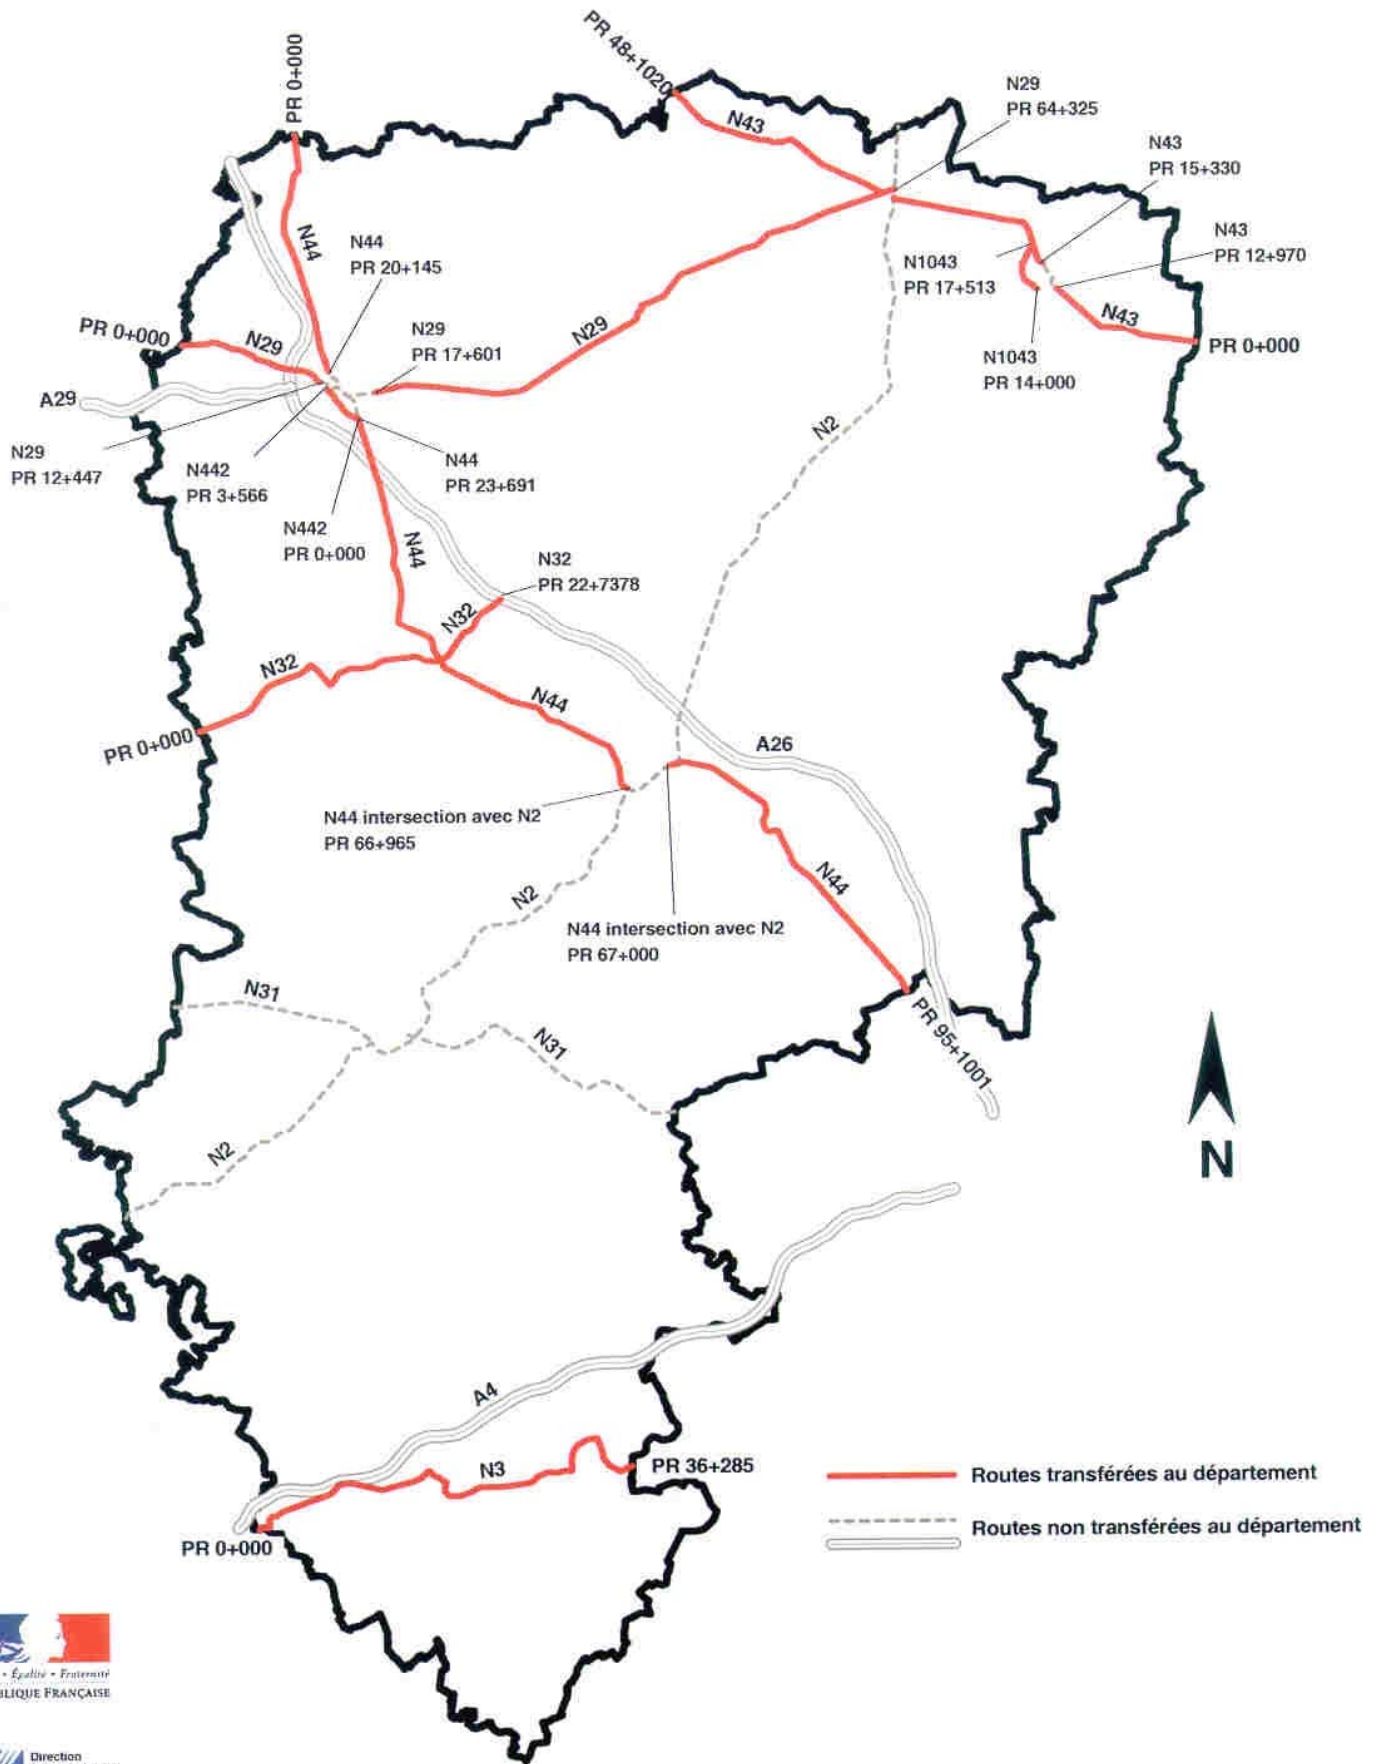 PR 0+000
PR 48+1020
N43
N29
PR 64+325
N43
PR 15+330
N44
N44
PR 20+145
N43
PR 12+970
N1043
PR 17+513
PR 0+000
N29
N29
PR 17+601
N29
N43
PR 0+000
N1043
PR 14+000
A29
N2
N29
PR 12+447
N442
PR 3+566
N44
PR 23+691
N442
PR 0+000
N44
N32
PR 22+7378
N32
N32
N44
PR 0+000
A26
N44 intersection avec N2
PR 66+965
N44
N2
N44 intersection avec N2
PR 67+000
N31
PR 95+1001
N31
N2
N
A4
N3
PR 36+285
Routes transférées au département
Routes non transférées au département
PR 0+000
• Égalité • Fraternité
BLIQUE FRANÇAISE
Direction